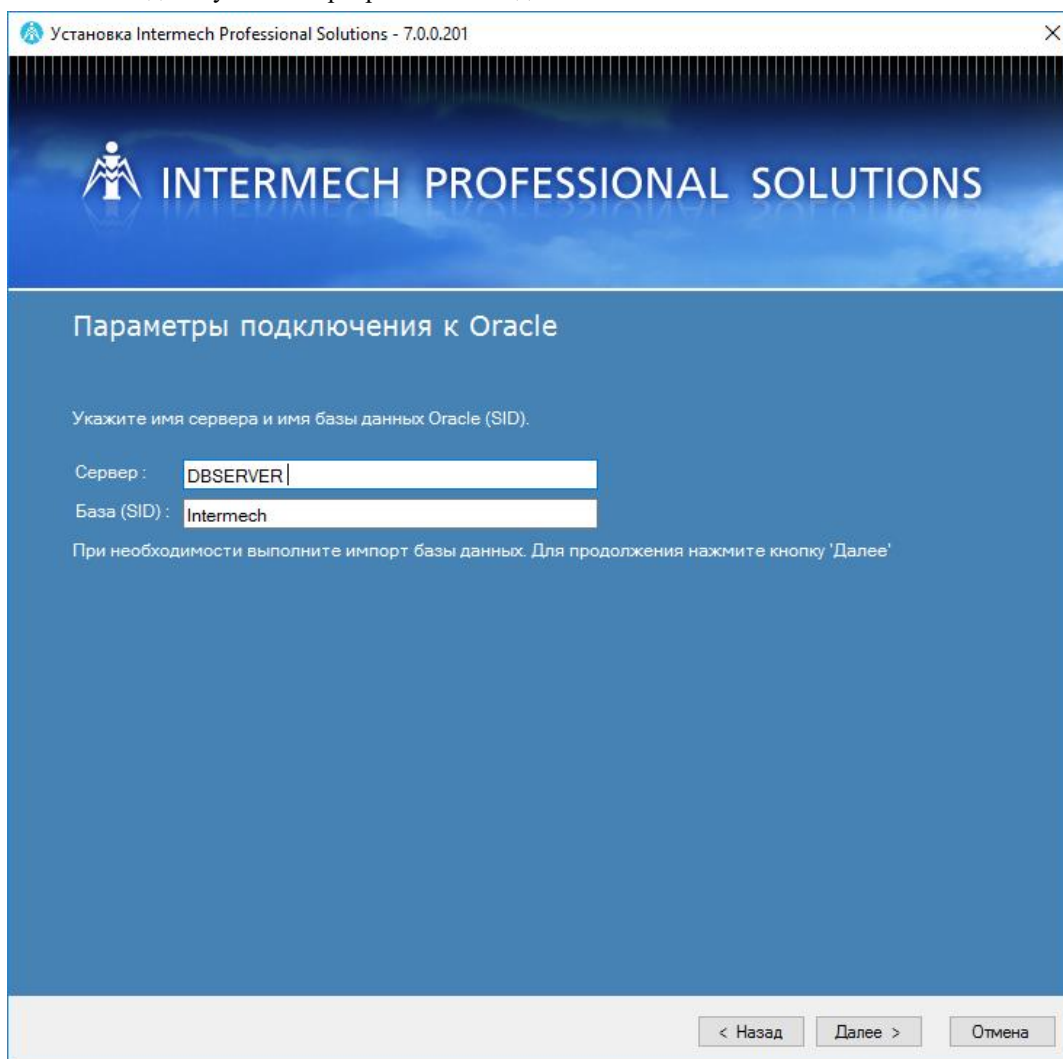 Установка Intermech Professional Solutions - 7.0.0.201
INTERMECH PROFESSIONAL SOLUTIONS
Параметры подключения к Oracle
Укажите имя сервера и имя базы данных Oracle (SID).
Сервер : DBSERVER
База (SID) : Intermech
При необходимости выполните импорт базы данных. Для продолжения нажмите кнопку 'Далее'
< Назад Далее > Отмена